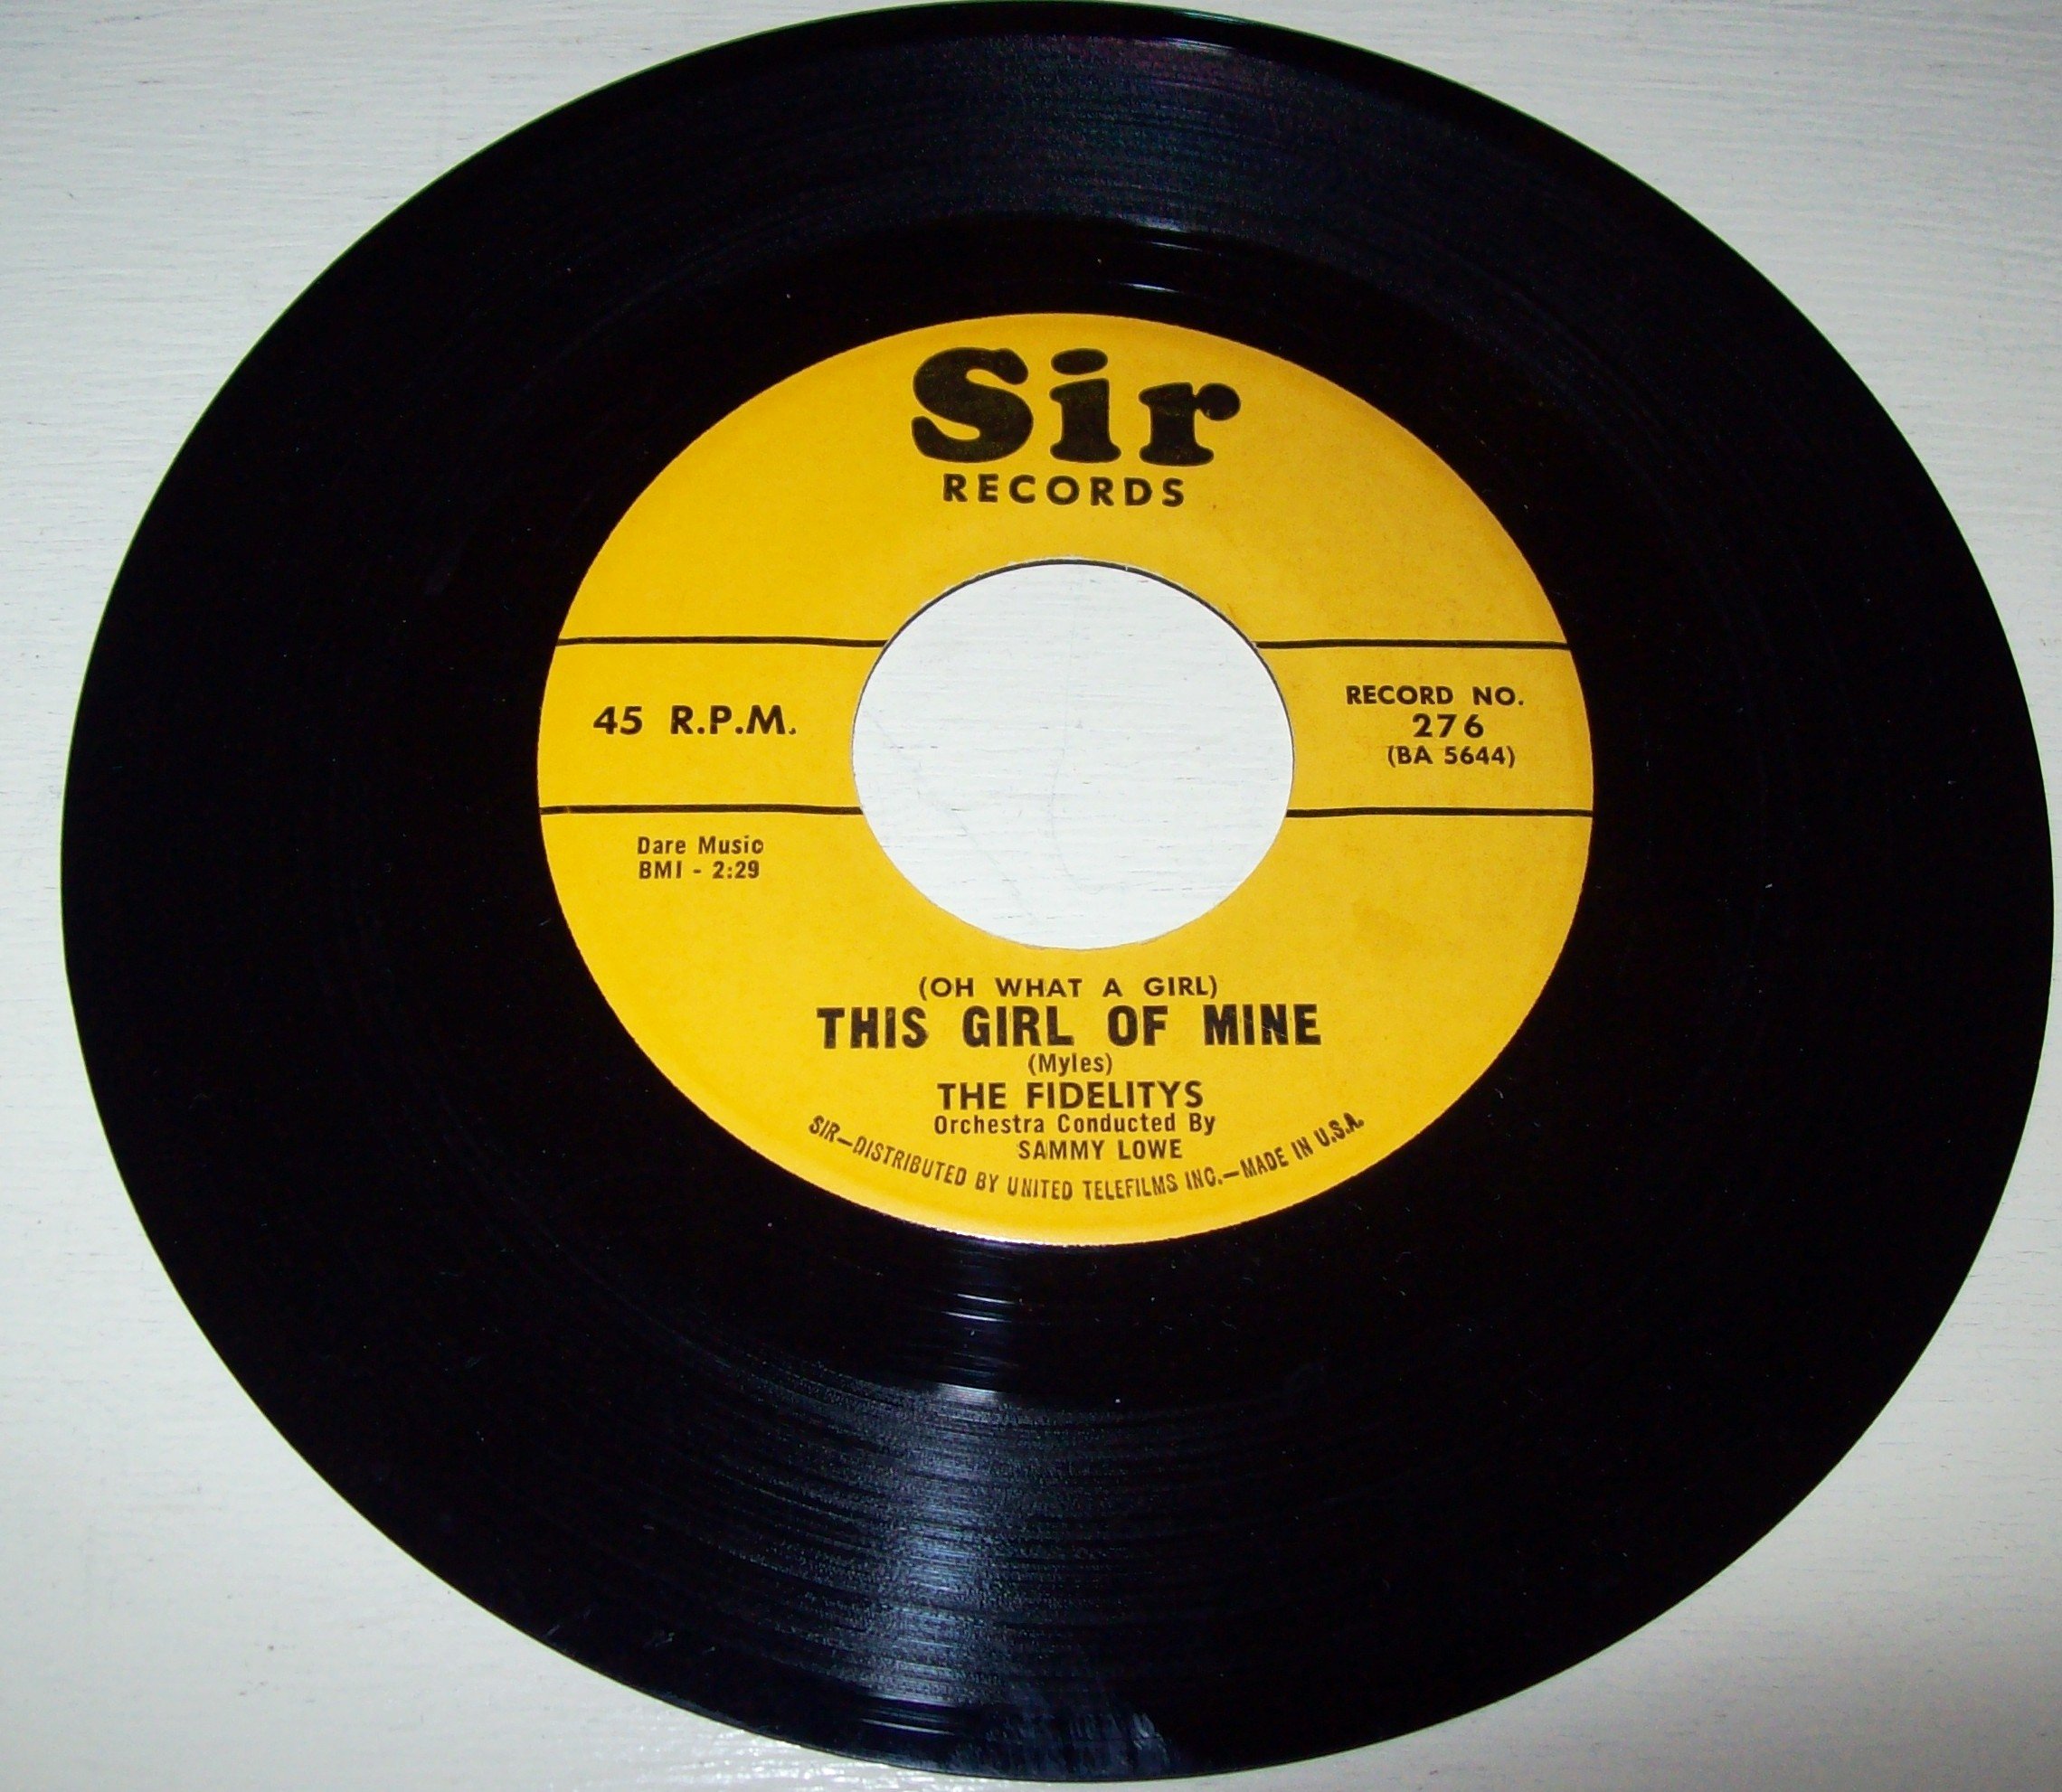 Sir
RECORDS
45 R.P.M.
RECORD NO.
276
(BA 5644)
Dare Music
BMI - 2:29
(OH WHAT A GIRL)
THIS GIRL OF MINE
(Myles)
THE FIDELITYS
Orchestra Conducted By
SAMMY LOWE
SIR—DISTRIBUTED BY UNITED TELEFILMS INC.—MADE IN U.S.A.